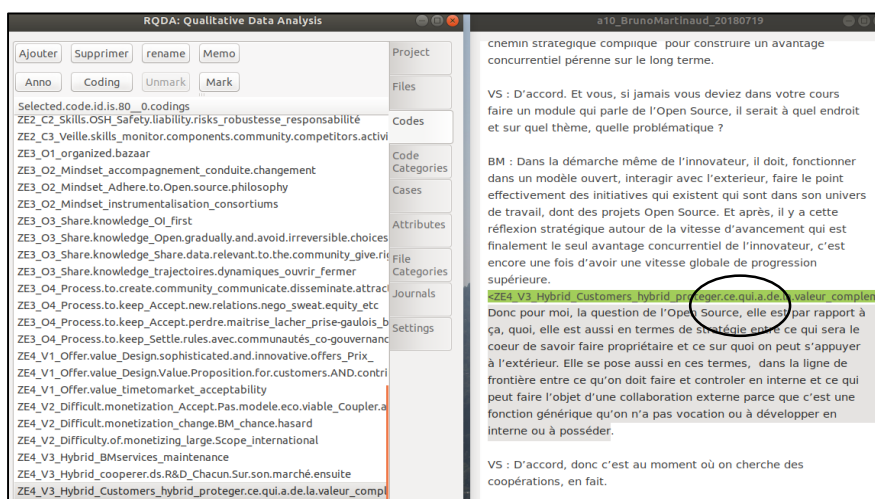 RQDA: Qualitative Data Analysis
Ajouter Supprimer rename Memo
Anno Coding Unmark Mark
Selected.code.id.is.80__0.codings
ZE2_C2_Skills.OSH_Safety.liability.risks_robustesse_responsabilité
ZE2_C3_Veille.skills_monitor.components.community.competitors.activi
ZE3_O1_organized.bazaar
ZE3_O2_Mindset_accompagnement_conduite.changement
ZE3_O2_Mindset_Adhere.to.Open.source.philosophy
ZE3_O2_Mindset_instrumentalisation_consortiums
ZE3_O3_Share.knowledge_OI_first
ZE3_O3_Share.knowledge_Open.gradually.and.avoid.irreversible.choices
ZE3_O3_Share.knowledge_Share.data.relevant.to.the.community_give.ri
ZE3_O3_Share.knowledge_trajectoires.dynamiques_ouvrir_fermer
ZE3_O4_Process.to.create.community_communicate.disseminate.attrac
ZE3_O4_Process.to.keep_Accept.new.relations.nego_sweat.equity_etc
ZE3_O4_Process.to.keep_Accept.perdre.maitrise_lacher_prise-gaulois_b
ZE3_O4_Process.to.keep_Settle.rules.avec.communautés_co-gouvernanc
ZE4_V1_Offer.value_Design.sophisticated.and.innovative.offers_Prix_
ZE4_V1_Offer.value_Design.Value.Proposition.for.customers.AND.contri
ZE4_V1_Offer.value_timetomarket_acceptability
ZE4_V2_Difficult.monetization_Accept.Pas.modele.eco.viable_Coupler.a
ZE4_V2_Difficult.monetization_change.BM_chance.hasard
ZE4_V2_Difficulty.of.monetizing_large.Scope_international
ZE4_V3_Hybrid_BMservices_maintenance
ZE4_V3_Hybrid_cooperer.ds.R&D_Chacun.Sur.son.marché.ensuite
ZE4_V3_Hybrid_Customers_hybrid_proteger.ce.qui.a.de.la.valeur_compl
Project
Files
Codes
Code
Categories
Cases
Attributes
File
Categories
Journals
Settings
a10_BrunoMartinaud_20180719
chemin stratégique compliqué pour construire un avantage
concurrentiel pérenne sur le long terme.
VS : D’accord. Et vous, si jamais vous deviez dans votre cours
faire un module qui parle de l’Open Source, il serait à quel endroit
et sur quel thème, quelle problématique ?
BM : Dans la démarche même de l’innovateur, il doit, fonctionner
dans un modèle ouvert, interagir avec l’exterieur, faire le point
effectivement des initiatives qui existent qui sont dans son univers
de travail, dont des projets Open Source. Et après, il y a cette
réflexion stratégique autour de la vitesse d’avancement qui est
finalement le seul avantage concurrentiel de l’innovateur, c’est
encore une fois d’avoir une vitesse globale de progression
supérieure.
<ZE4_V3_Hybrid_Customers_hybrid_proteger.ce.qui.a.de.la.valeur_complem
Donc pour moi, la question de l’Open Source, elle est par rapport à
ça, quoi, elle est aussi en termes de stratégie entre ce qui sera le
coeur de savoir faire propriétaire et ce sur quoi on peut s’appuyer
à l’extérieur. Elle se pose aussi en ces termes, dans la ligne de
frontière entre ce qu’on doit faire et controler en interne et ce qui
peut faire l’objet d’une collaboration externe parce que c’est une
fonction générique qu’on n’a pas vocation ou à développer en
interne ou à posséder.
VS : D’accord, donc c’est au moment où on cherche des
coopérations, en fait.